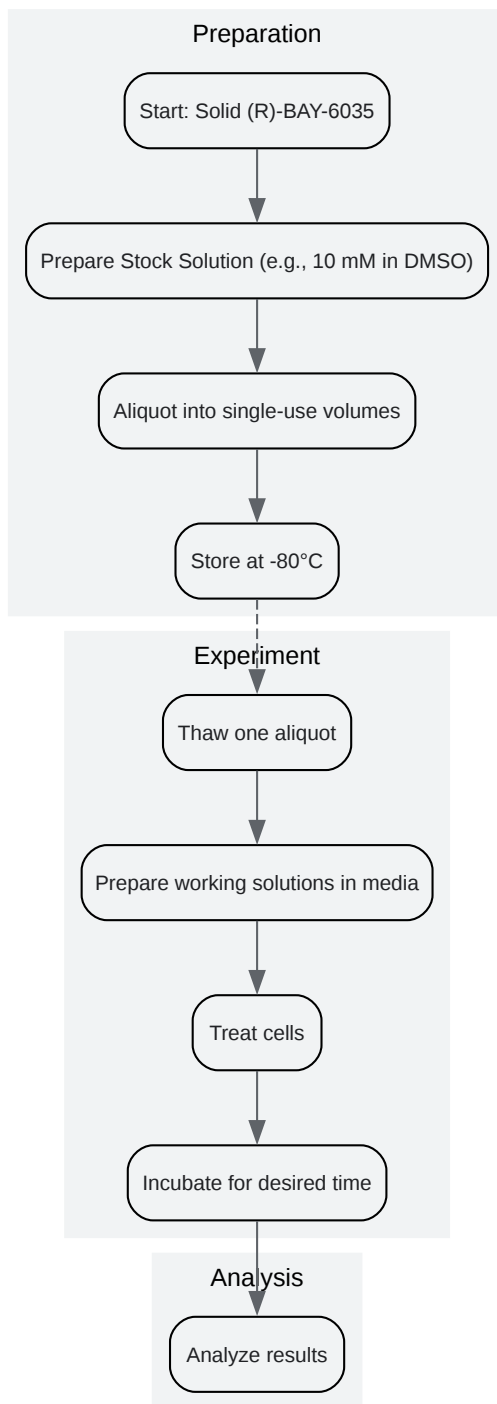 Preparation
Start: Solid (R)-BAY-6035
Prepare Stock Solution (e.g., 10 mM in DMSO)
Aliquot into single-use volumes
Store at -80°C
Experiment
Thaw one aliquot
Prepare working solutions in media
Treat cells
Incubate for desired time
Analysis
Analyze results